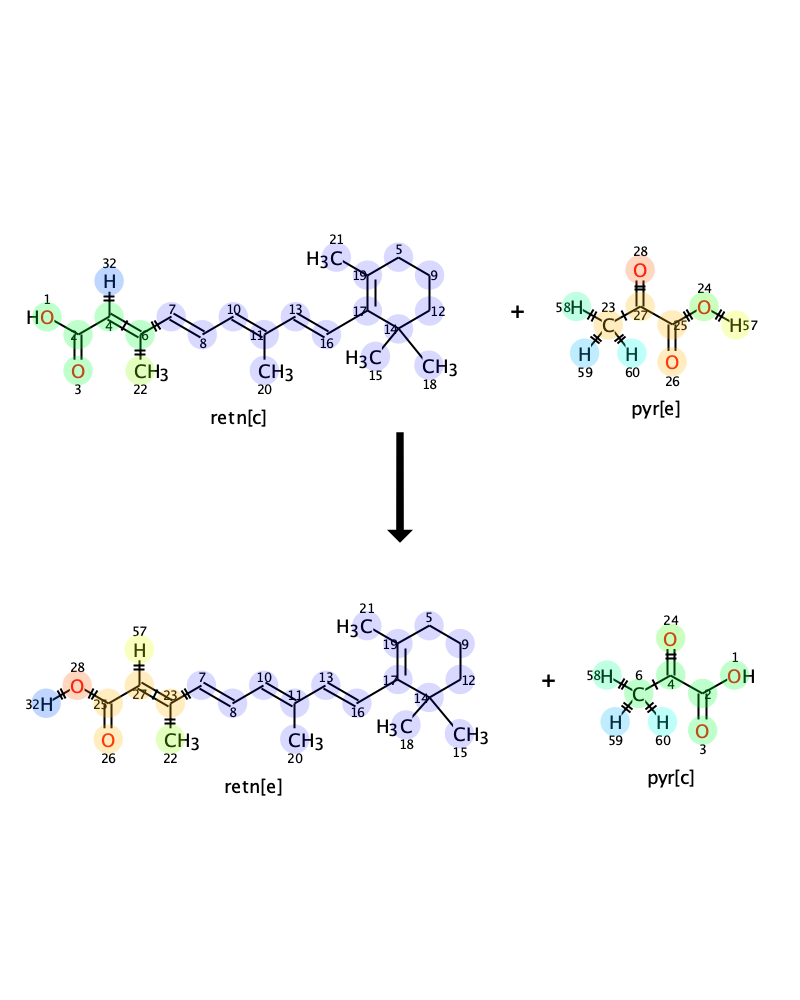 21
5
H₃C
19
9
32
28
H
O
24
1
7
10
13
17
12
58H
23
O
HO
2
4
6
8
11
16
14
+
C
27
25
H57
O
CH₃
CH₃
H₃C
CH₃
H
H
O
3
22
20
15
18
59
60
26
retn[c]
pyr[e]
21
5
57
H₃C
19
9
24
H
O
28
7
10
13
17
12
58H
6
1
32H
O
25
27
23
8
11
16
14
+
C
4
2
OH
O
CH₃
CH₃
H₃C
CH₃
H
H
O
26
22
20
18
15
59
60
3
retn[e]
pyr[c]